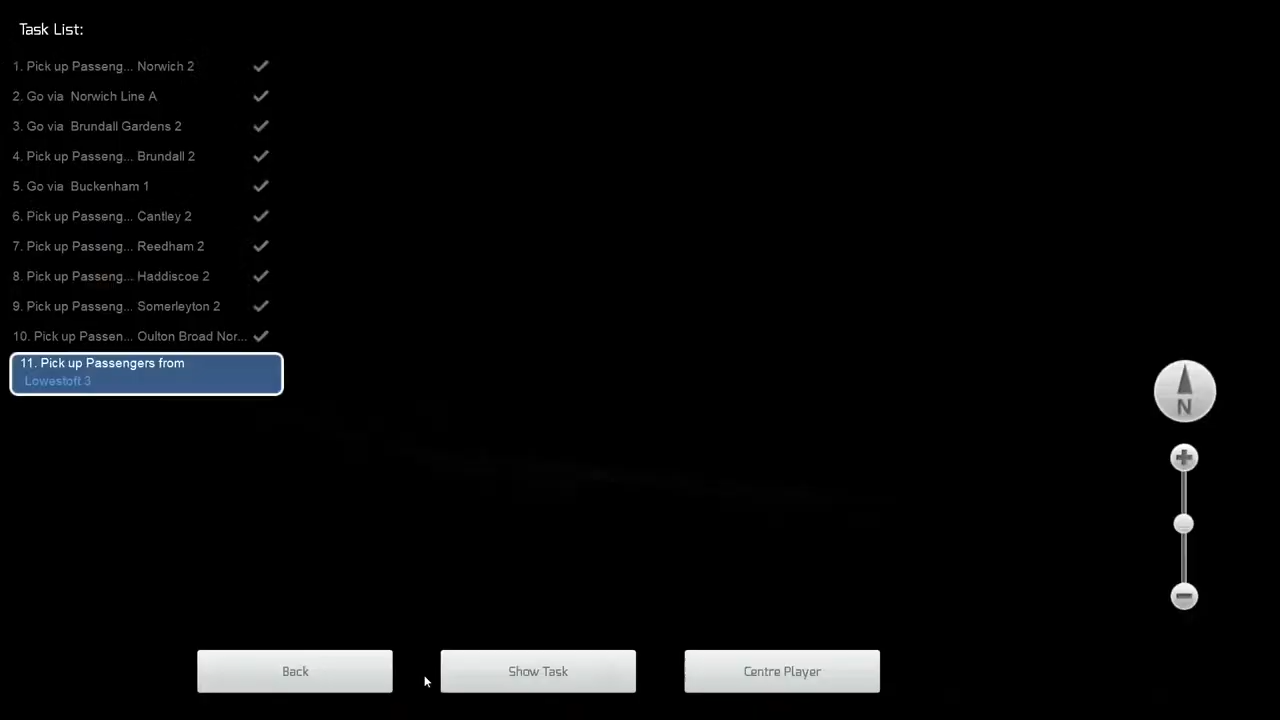 Task List:
1. Pick up Passeng... Norwich 2
2. Go via Norwich Line A
3. Go via Brundall Gardens 2
4. Pick up Passeng... Brundall 2
5. Go via Buckenham 1
6. Pick up Passeng... Cantley 2
7. Pick up Passeng... Reedham 2
8. Pick up Passeng... Haddiscoe 2
9. Pick up Passeng... Somerleyton 2
10. Pick up Passen... Oulton Broad Nor...
11. Pick up Passengers from
Lowestoft 3
N
Back
Show Task
Centre Player